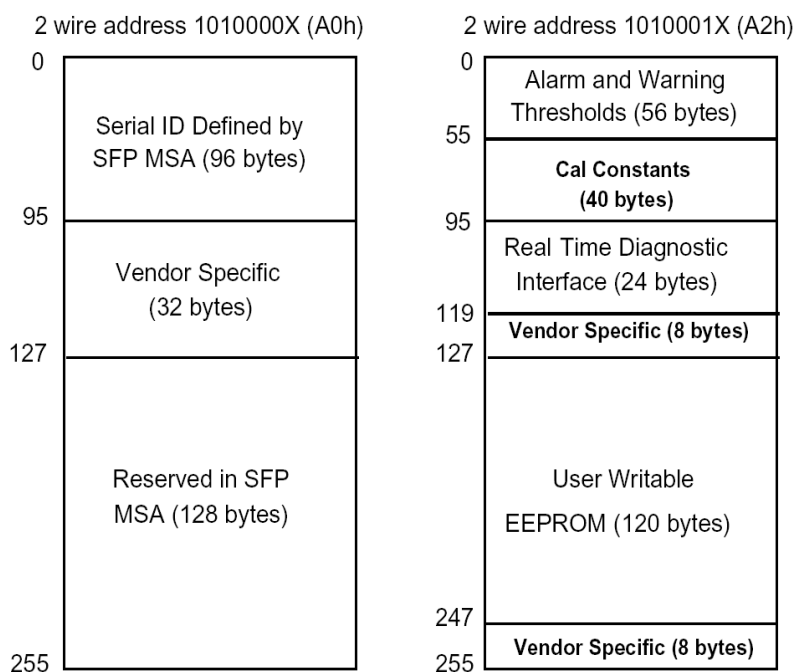 2 wire address 1010000X (A0h)
0
Serial ID Defined by
SFP MSA (96 bytes)
95
Vendor Specific
(32 bytes)
127
Reserved in SFP
MSA (128 bytes)
255
2 wire address 1010001X (A2h)
0
Alarm and Warning
Thresholds (56 bytes)
55
Cal Constants
(40 bytes)
95
Real Time Diagnostic
Interface (24 bytes)
119
Vendor Specific (8 bytes)
127
User Writable
EEPROM (120 bytes)
247
Vendor Specific (8 bytes)
255